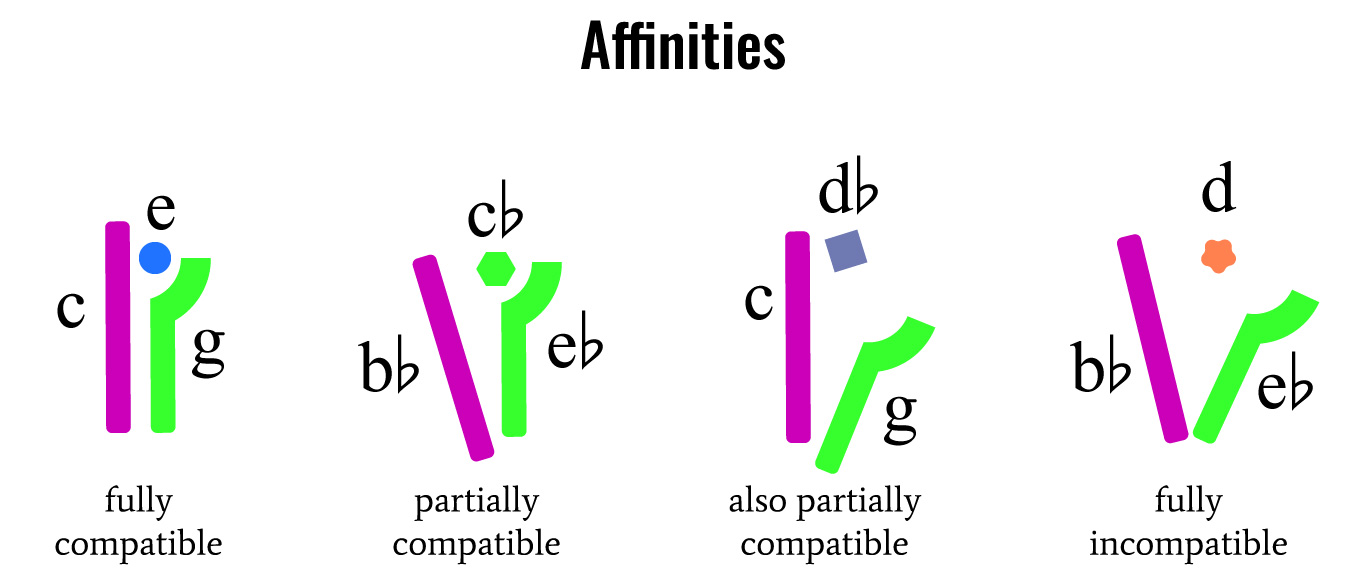 Affinities
e
c
g
fully
compatible
c♭
b♭
e♭
partially
compatible
d♭
c
g
also partially
compatible
d
b♭
e♭
fully
incompatible